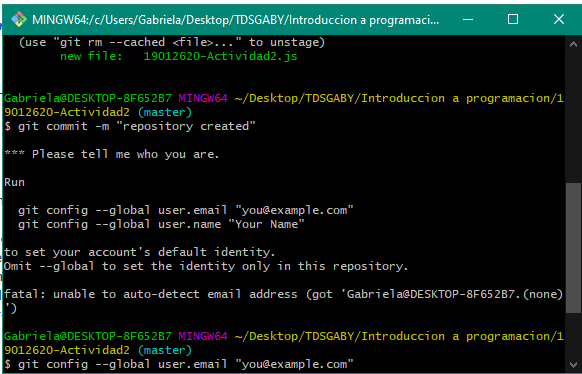 MINGW64:/c/Users/Gabriela/Desktop/TDSGABY/Introduccion a programaci...
(use "git rm --cached <file>..." to unstage)
new file:   19012620-Actividad2.js
Gabriela@DESKTOP-8F652B7 MINGW64 ~/Desktop/TDSGABY/Introduccion a programacion/1
9012620-Actividad2 (master)
$ git commit -m "repository created"
*** Please tell me who you are.
Run
git config --global user.email "you@example.com"
git config --global user.name "Your Name"
to set your account's default identity.
Omit --global to set the identity only in this repository.
fatal: unable to auto-detect email address (got 'Gabriela@DESKTOP-8F652B7.(none)
')
Gabriela@DESKTOP-8F652B7 MINGW64 ~/Desktop/TDSGABY/Introduccion a programacion/1
9012620-Actividad2 (master)
$ git config --global user.email "you@example.com"